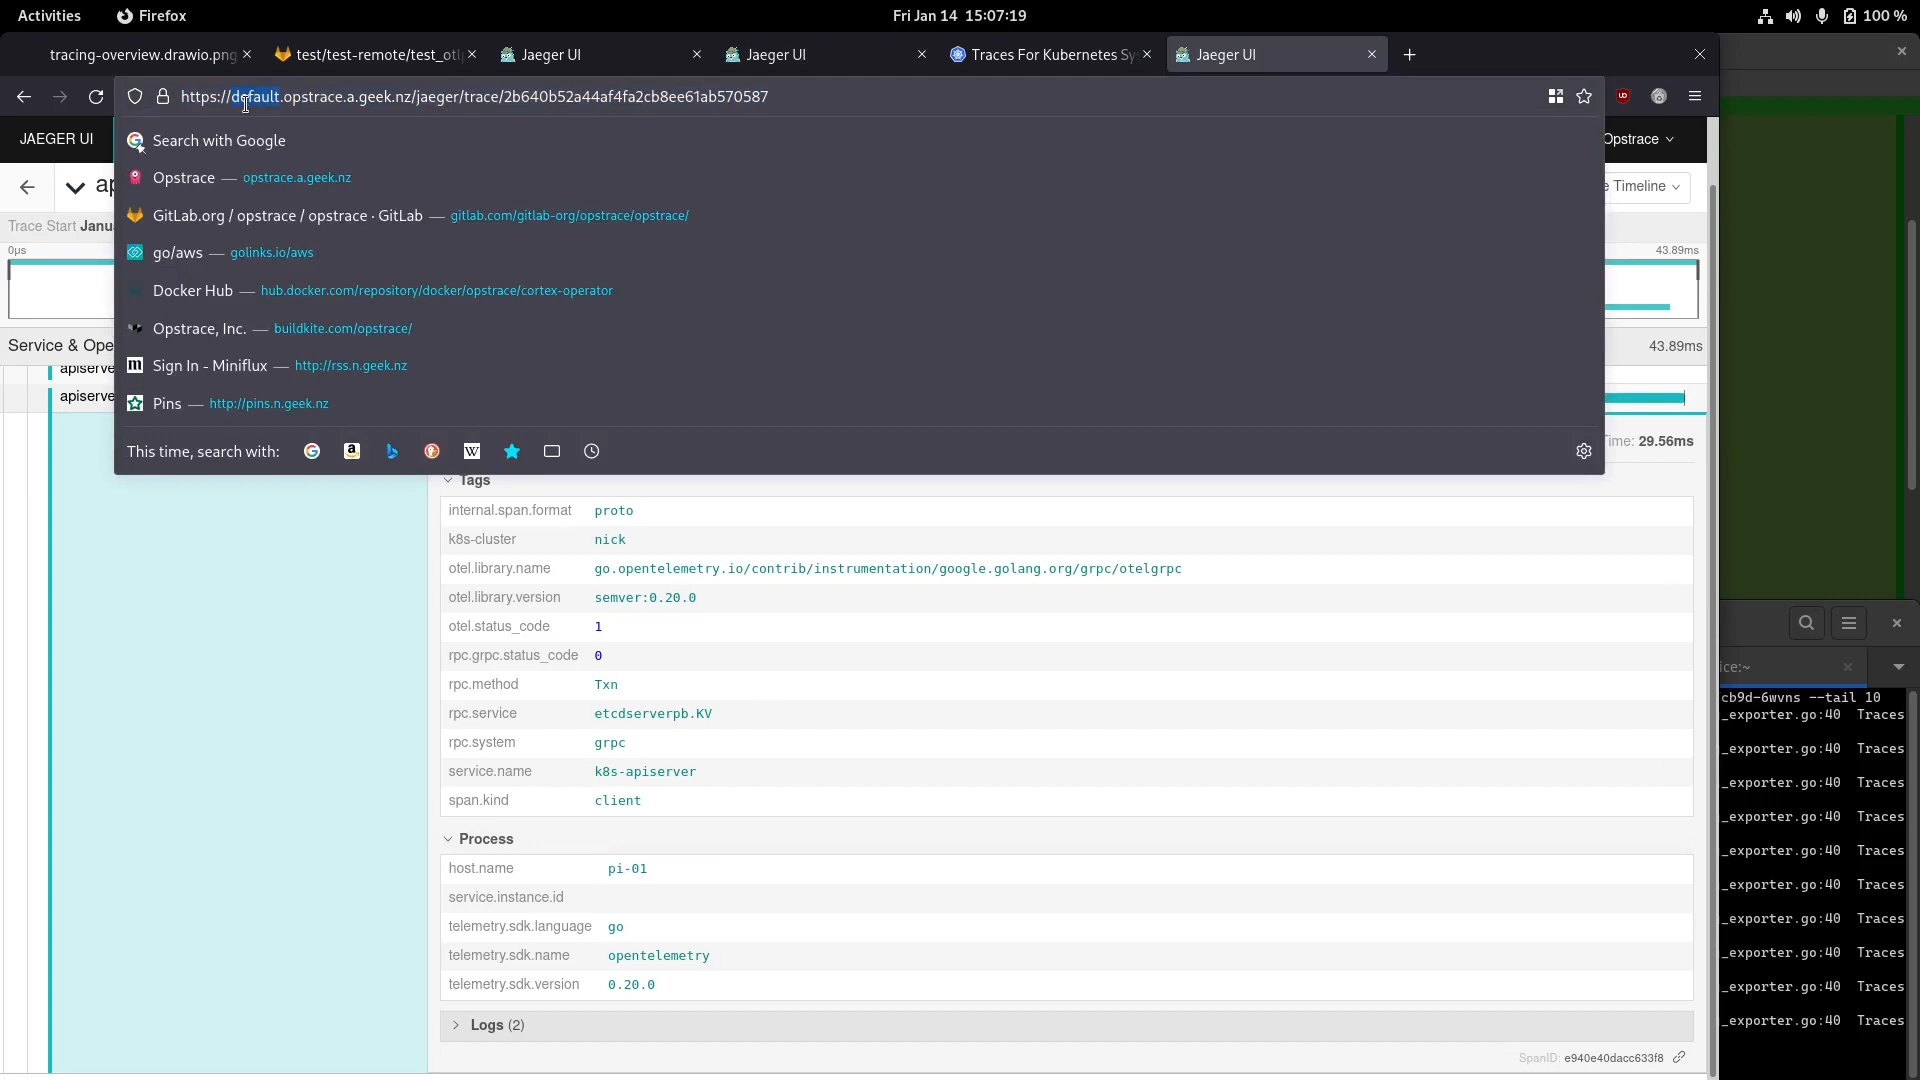 Activities
Firefox
Fri Jan 14  15:07:19
100 %
tracing-overview.drawio.png
test/test-remote/test_otl
Jaeger UI
Jaeger UI
Traces For Kubernetes Sy
Jaeger UI
https://default.opstrace.a.geek.nz/jaeger/trace/2b640b52a44af4fa2cb8ee61ab570587
JAEGER UI
Opstrace
Search with Google
Opstrace — opstrace.a.geek.nz
GitLab.org / opstrace / opstrace · GitLab — gitlab.com/gitlab-org/opstrace/opstrace/
go/aws — golinks.io/aws
Docker Hub — hub.docker.com/repository/docker/opstrace/cortex-operator
Opstrace, Inc. — buildkite.com/opstrace/
Sign In - Miniflux — http://rss.n.geek.nz
Pins — http://pins.n.geek.nz
This time, search with:
ap
e Timeline
Trace Start Janu
0μs
43.89ms
Service & Ope
43.89ms
apiserve
apiserve
Time: 29.56ms
Tags
internal.span.format proto
k8s-cluster nick
otel.library.name go.opentelemetry.io/contrib/instrumentation/google.golang.org/grpc/otelgrpc
otel.library.version semver:0.20.0
otel.status_code 1
rpc.grpc.status_code 0
rpc.method Txn
rpc.service etcdserverpb.KV
rpc.system grpc
service.name k8s-apiserver
span.kind client
Process
host.name pi-01
service.instance.id
telemetry.sdk.language go
telemetry.sdk.name opentelemetry
telemetry.sdk.version 0.20.0
Logs (2)
SpanID: e940e40dacc633f8
ice:~
cb9d-6wvns --tail 10
_exporter.go:40  Traces
_exporter.go:40  Traces
_exporter.go:40  Traces
_exporter.go:40  Traces
_exporter.go:40  Traces
_exporter.go:40  Traces
_exporter.go:40  Traces
_exporter.go:40  Traces
_exporter.go:40  Traces
_exporter.go:40  Traces